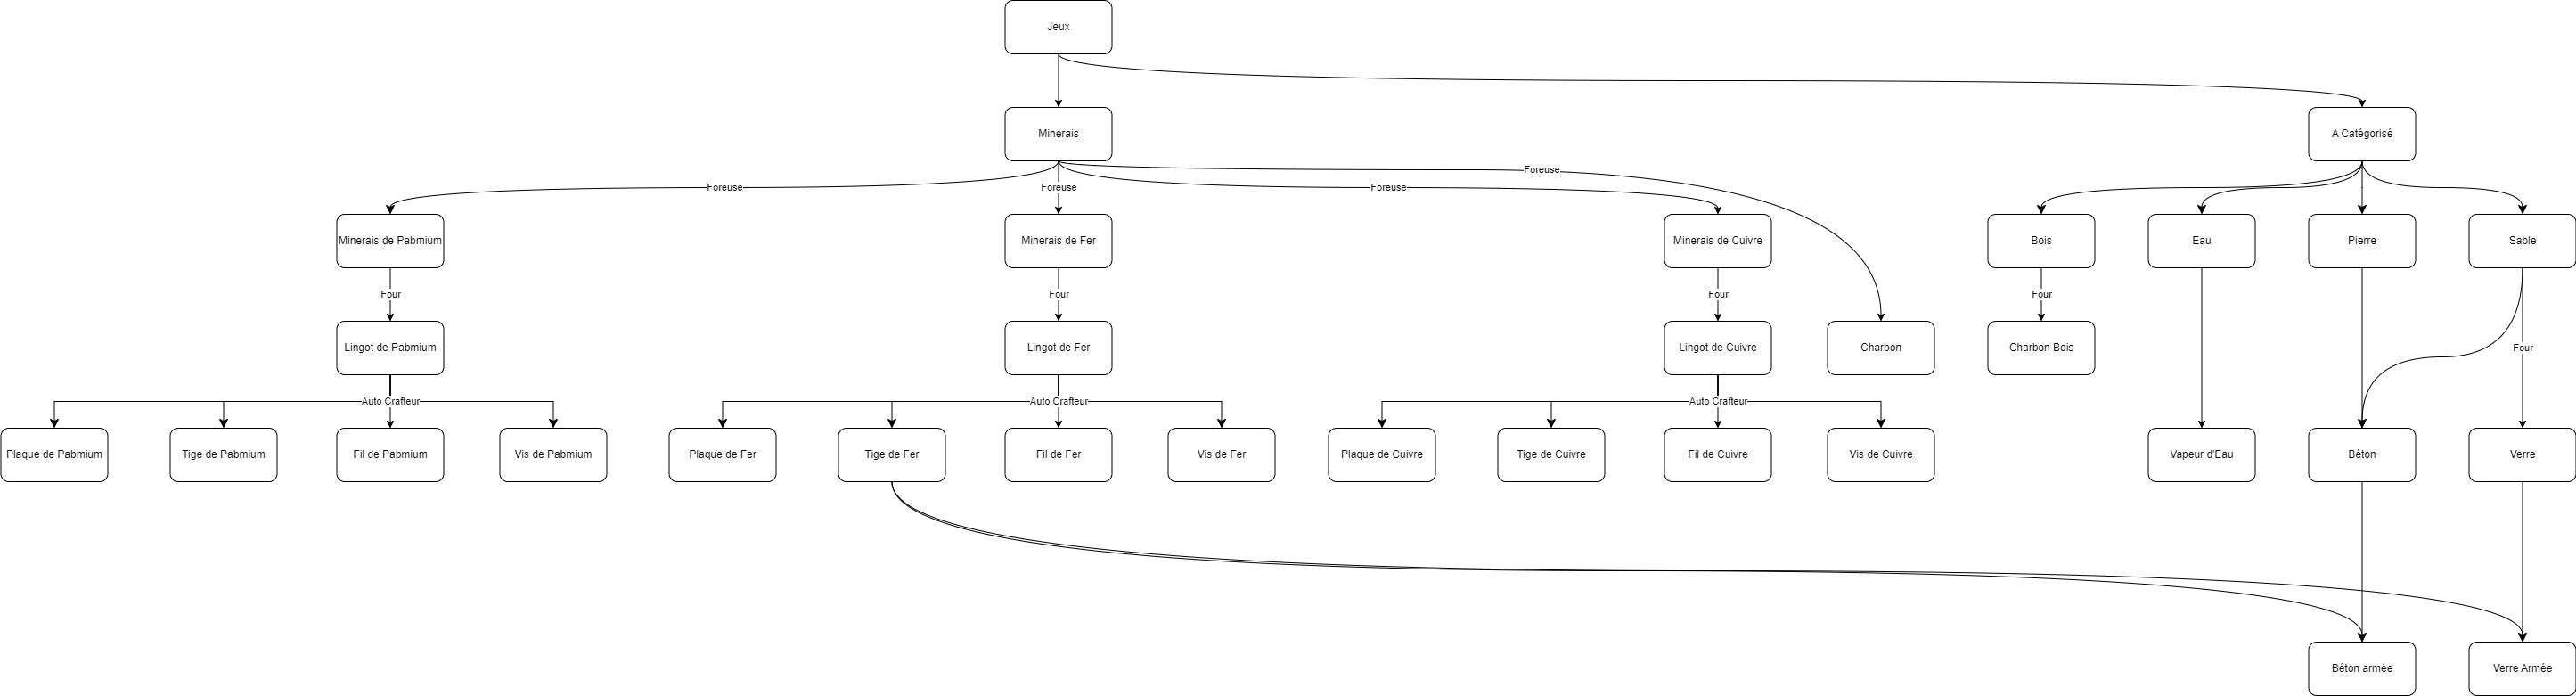 Jeux
Minerais
A Catégorisé
Foreuse
Foreuse
Foreuse
Foreuse
Minerais de Pabmium
Minerais de Fer
Minerais de Cuivre
Bois
Eau
Pierre
Sable
Four
Four
Four
Four
Lingot de Pabmium
Lingot de Fer
Lingot de Cuivre
Charbon
Charbon Bois
Four
Auto Crafteur
Auto Crafteur
Auto Crafteur
Plaque de Pabmium
Tige de Pabmium
Fil de Pabmium
Vis de Pabmium
Plaque de Fer
Tige de Fer
Fil de Fer
Vis de Fer
Plaque de Cuivre
Tige de Cuivre
Fil de Cuivre
Vis de Cuivre
Vapeur d'Eau
Béton
Verre
Béton armée
Verre Armée